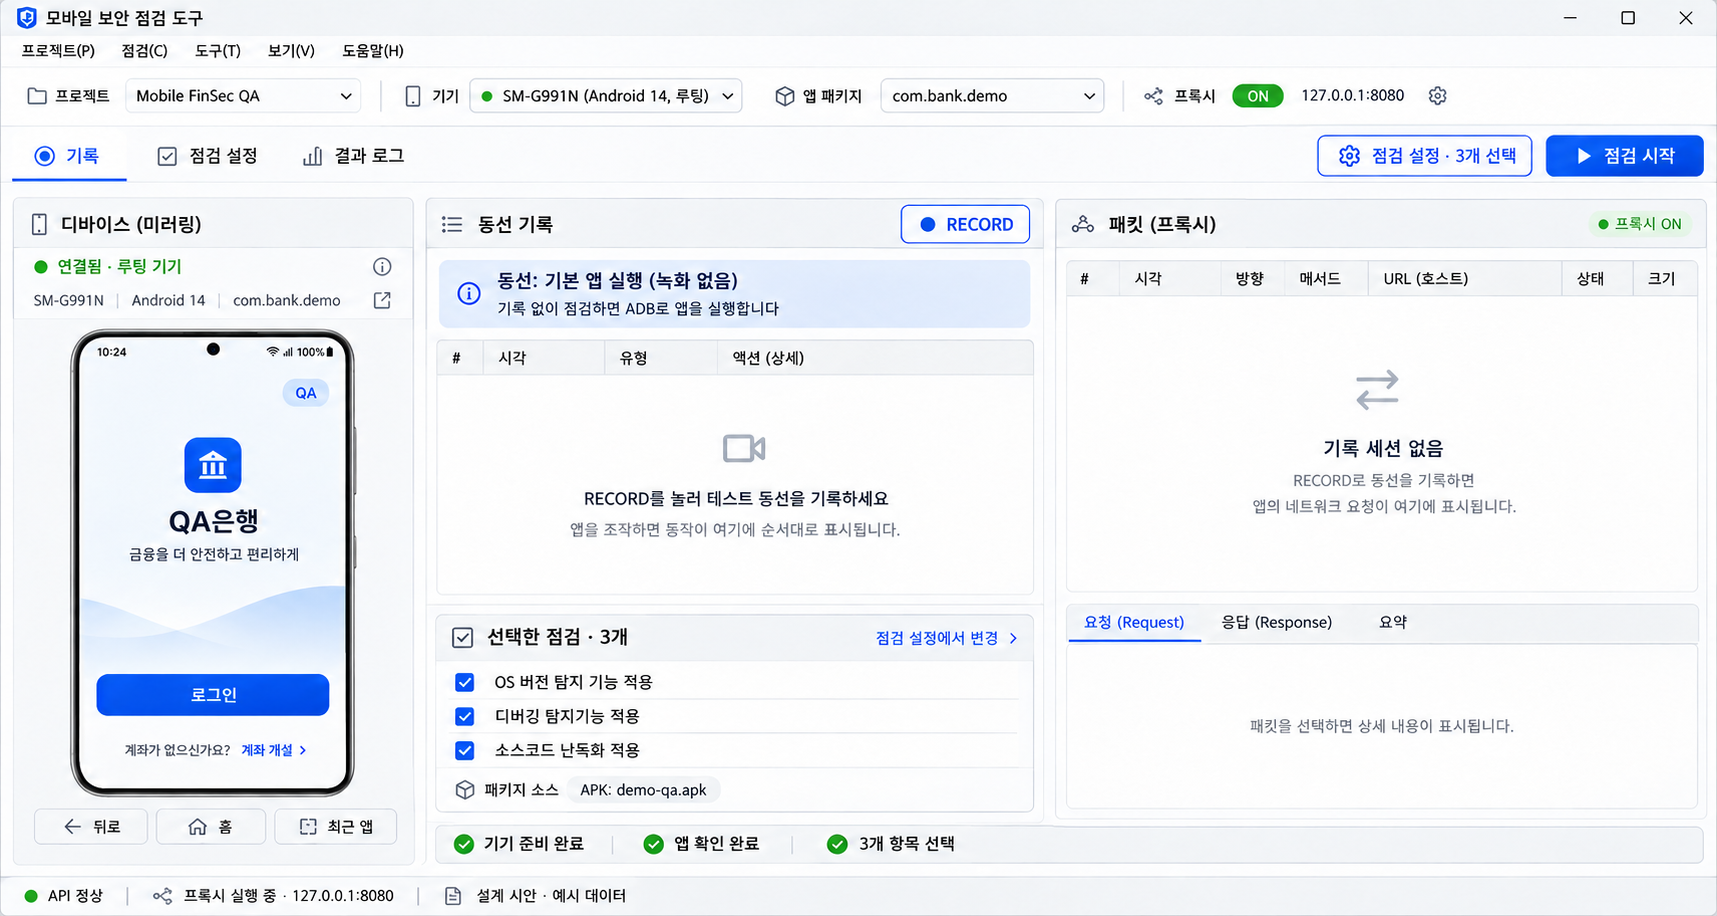 모바일 보안 점검 도구
프로젝트(P) 점검(C) 도구(T) 보기(V) 도움말(H)
프로젝트 Mobile FinSec QA 기기 SM-G991N (Android 14, 루팅) 앱 패키지 com.bank.demo 프록시 ON 127.0.0.1:8080
기록 점검 설정 결과 로그 점검 설정 · 3개 선택 점검 시작
디바이스 (미러링)
연결됨 · 루팅 기기
SM-G991N Android 14 com.bank.demo
10:24 100%
QA
QA은행
금융을 더 안전하고 편리하게
로그인
계좌가 없으신가요? 계좌 개설
뒤로 홈 최근 앱
동선 기록 RECORD
동선: 기본 앱 실행 (녹화 없음)
기록 없이 점검하면 ADB로 앱을 실행합니다
# 시각 유형 액션 (상세)
RECORD를 눌러 테스트 동선을 기록하세요
앱을 조작하면 동작이 여기에 순서대로 표시됩니다.
선택한 점검 · 3개 점검 설정에서 변경
OS 버전 탐지 기능 적용
디버깅 탐지기능 적용
소스코드 난독화 적용
패키지 소스 APK: demo-qa.apk
패킷 (프록시) 프록시 ON
# 시각 방향 메서드 URL (호스트) 상태 크기
기록 세션 없음
RECORD로 동선을 기록하면
앱의 네트워크 요청이 여기에 표시됩니다.
요청 (Request) 응답 (Response) 요약
패킷을 선택하면 상세 내용이 표시됩니다.
기기 준비 완료 앱 확인 완료 3개 항목 선택
API 정상 프록시 실행 중 · 127.0.0.1:8080 설계 시안 · 예시 데이터